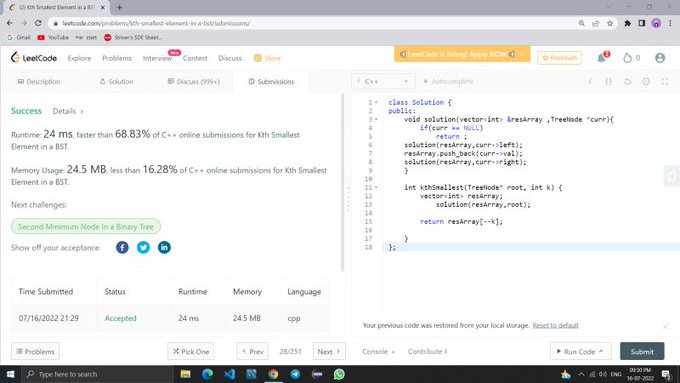 (2) Kth Smallest Element in a BST
leetcode.com/problems/kth-smallest-element-in-a-bst/submissions/
Gmail YouTube start Striver's SDE Sheet...
LeetCode Explore Problems Interview New Contest Discuss Store
LeetCode is hiring! Apply NOW. Premium 2 0
Description Solution Discuss (999+) Submissions
i C++ Autocomplete
Success Details >
Runtime: 24 ms, faster than 68.83% of C++ online submissions for Kth Smallest
Element in a BST.
Memory Usage: 24.5 MB, less than 16.28% of C++ online submissions for Kth Smallest
Element in a BST.
Next challenges:
Second Minimum Node In a Binary Tree
Show off your acceptance:
Time Submitted Status Runtime Memory Language
07/16/2022 21:29 Accepted 24 ms 24.5 MB cpp
Problems Pick One < Prev 28/251 Next >
1 class Solution {
2 public:
3 void solution(vector<int> &resArray ,TreeNode *curr){
4 if(curr == NULL)
5 return ;
6 solution(resArray,curr->left);
7 resArray.push_back(curr->val);
8 solution(resArray,curr->right);
9 }
10
11 int kthSmallest(TreeNode* root, int k) {
12 vector<int> resArray;
13 solution(resArray,root);
14
15 return resArray[--k];
16
17 }
18 };
Your previous code was restored from your local storage. Reset to default
Console Contribute i Run Code Submit
Type here to search
ENG 09:30 PM
16-07-2022 2